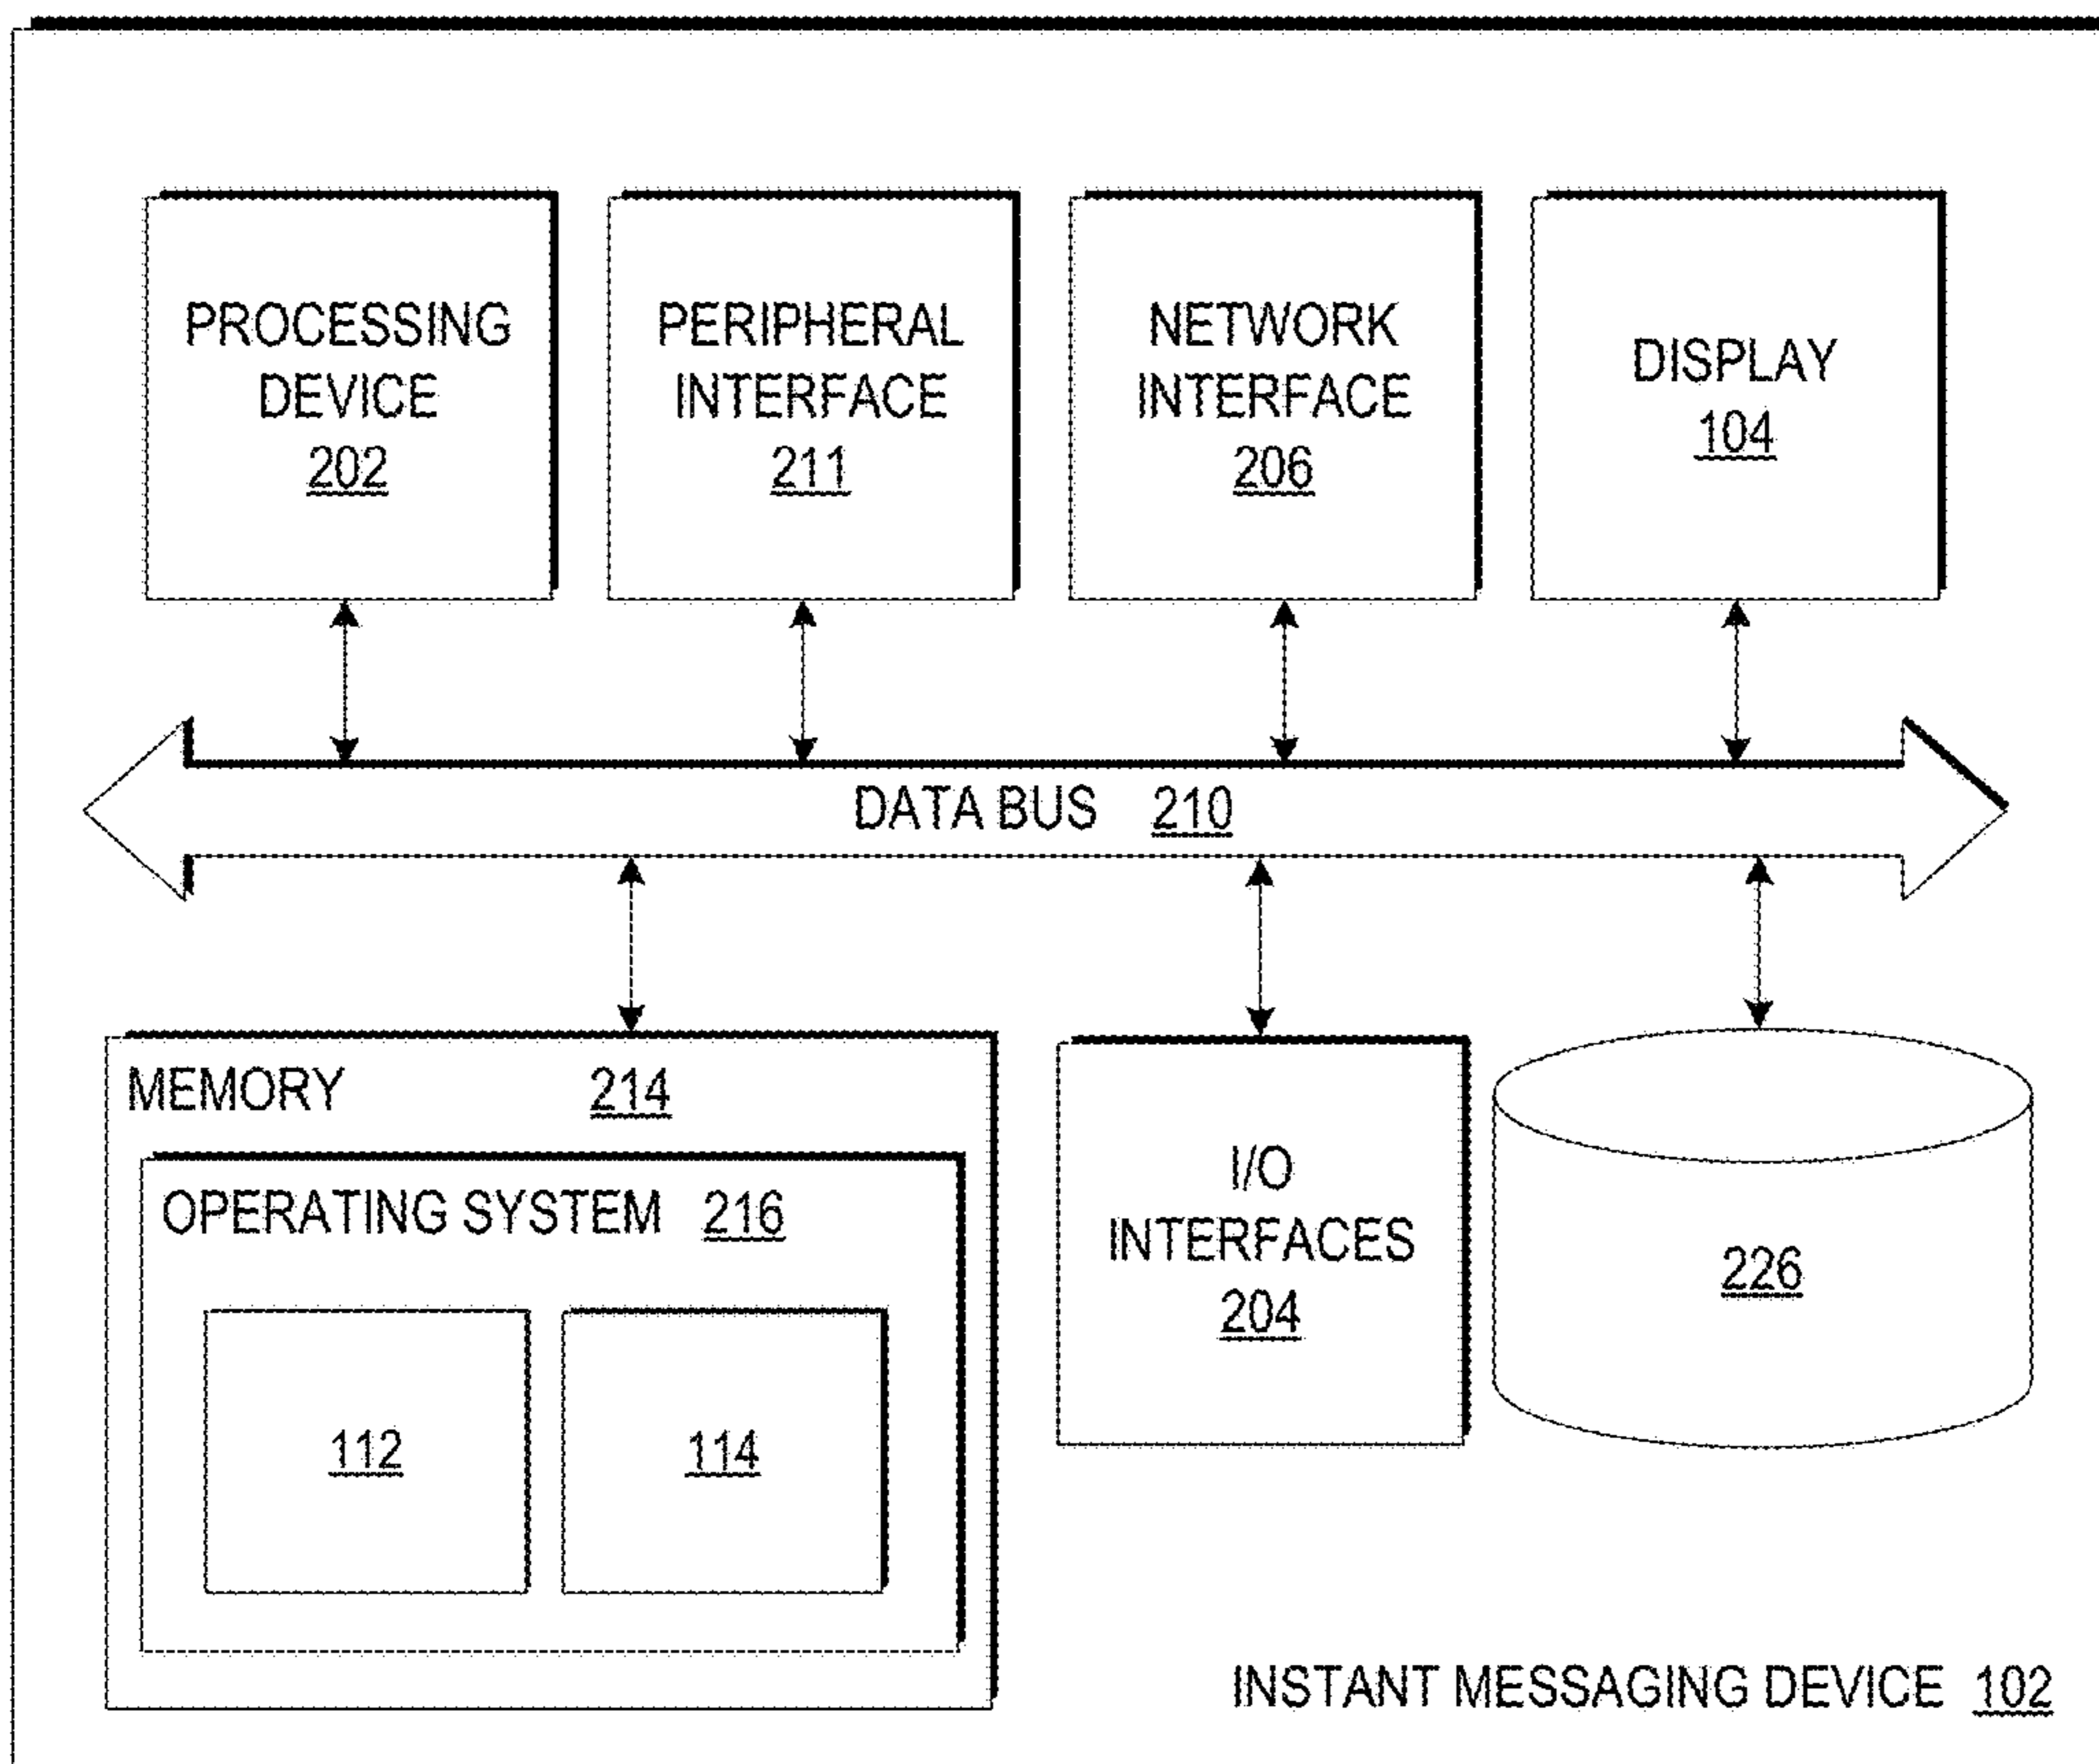 PROCESSING
DEVICE
202
PERIPHERAL
INTERFACE
211
NETWORK
INTERFACE
206
DISPLAY
104
DATA BUS 210
MEMORY 214
OPERATING SYSTEM 216
112
114
I/O
INTERFACES
204
226
INSTANT MESSAGING DEVICE 102